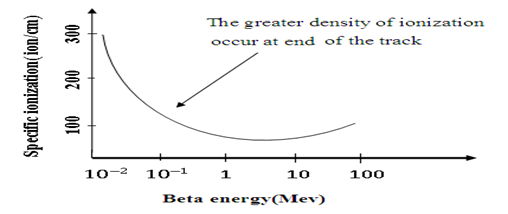 The greater density of ionization
occur at end of the track
Specific ionization(ion/cm)
300
200
100
10⁻² 10⁻¹ 1 10 100
Beta energy(Mev)